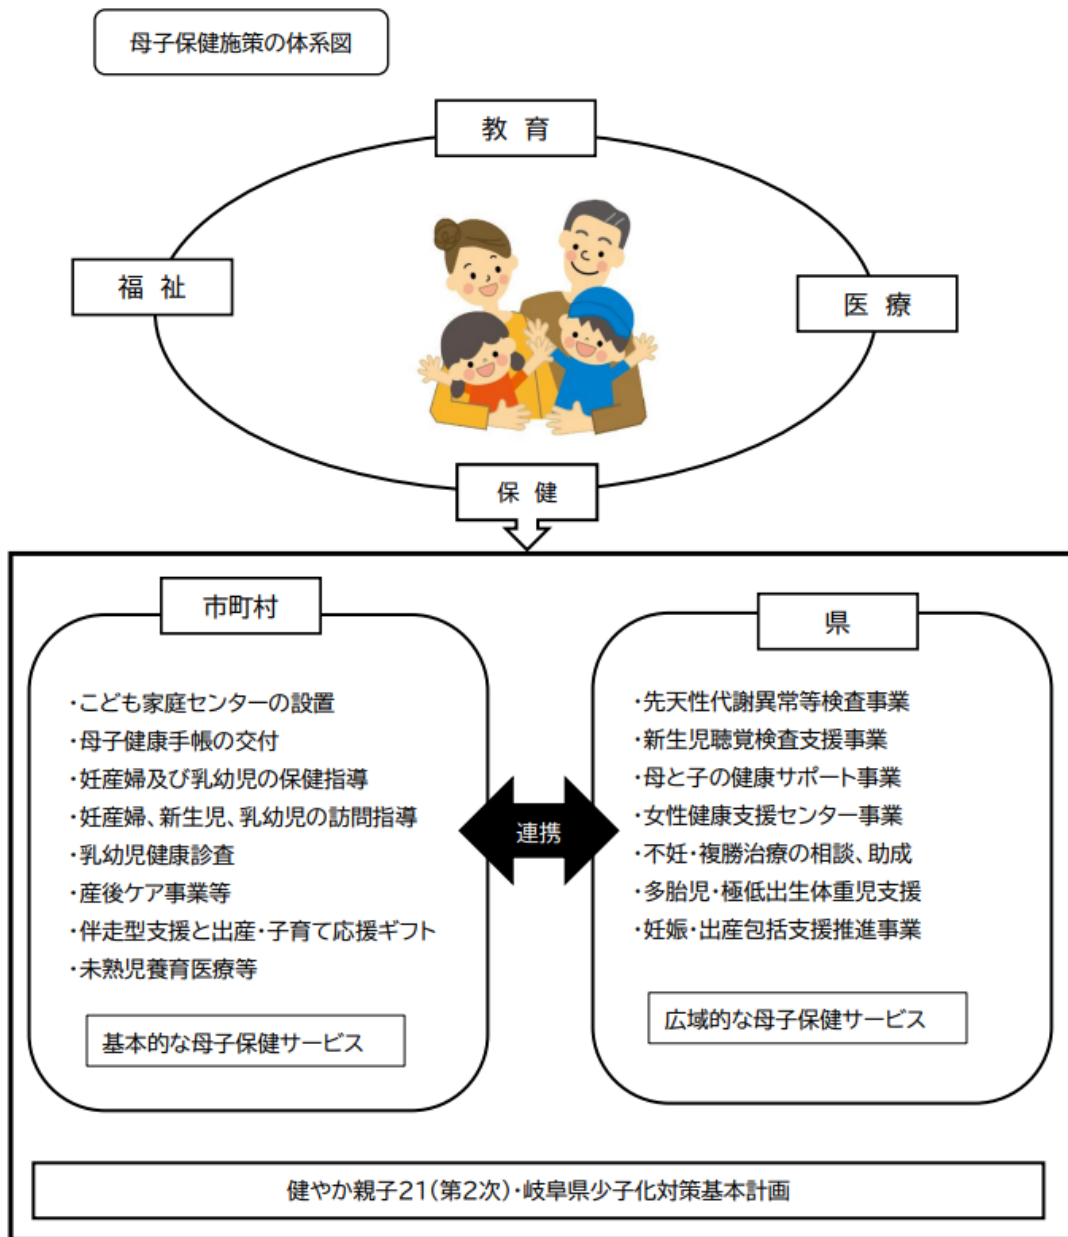 母子保健施策の体系図
教 育
福 祉
医 療
保 健
市町村
・こども家庭センターの設置
・母子健康手帳の交付
・妊産婦及び乳幼児の保健指導
・妊産婦、新生児、乳幼児の訪問指導
・乳幼児健康診査
・産後ケア事業等
・伴走型支援と出産・子育て応援ギフト
・未熟児養育医療等
基本的な母子保健サービス
連携
県
・先天性代謝異常等検査事業
・新生児聴覚検査支援事業
・母と子の健康サポート事業
・女性健康支援センター事業
・不妊・複勝治療の相談、助成
・多胎児・極低出生体重児支援
・妊娠・出産包括支援推進事業
広域的な母子保健サービス
健やか親子21(第2次)・岐阜県少子化対策基本計画